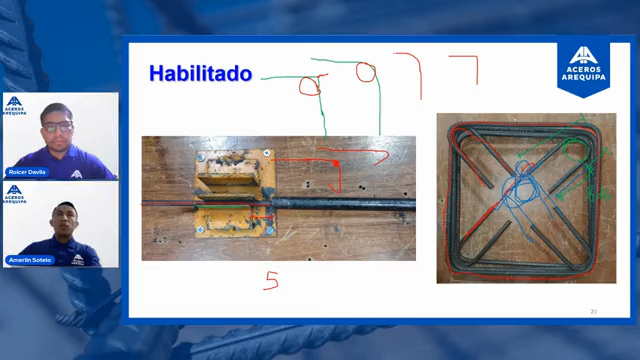 Habilitado
ACEROS
AREQUIPA
ACEROS
AREQUIPA
Roicer Davila
ACEROS
AREQUIPA
Amerlin Sotelo
5
21